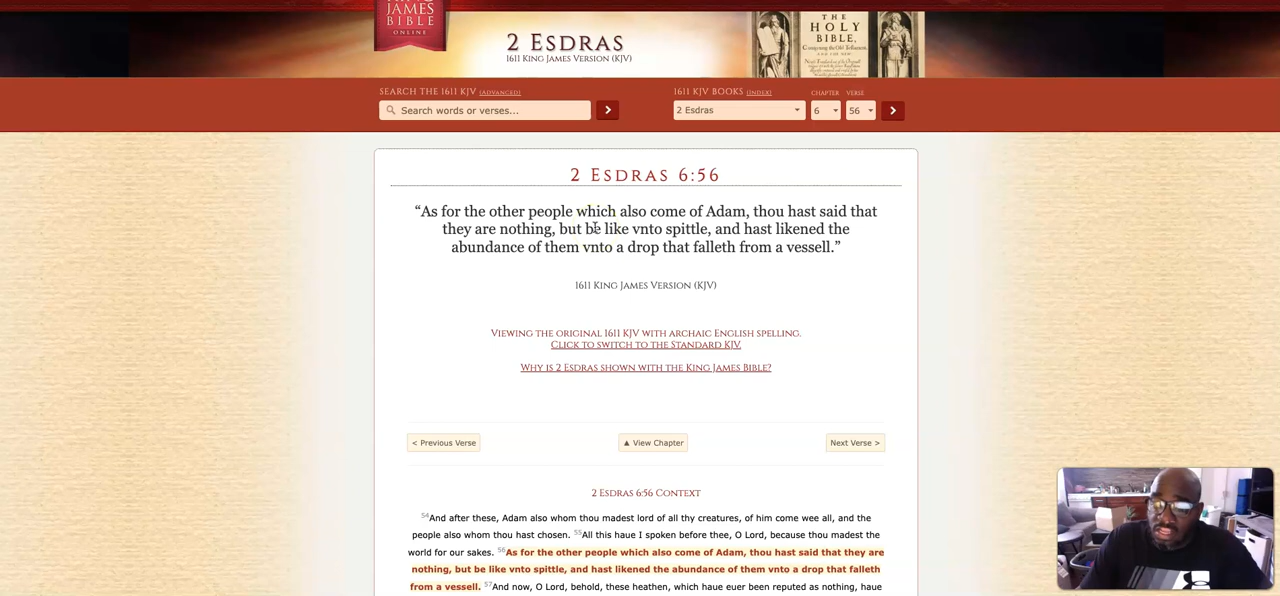 JAMES
BIBLE
ONLINE
2 Esdras
1611 King James Version (KJV)
THE
HOLY
BIBLE,
Search the 1611 KJV (Advanced)
Search words or verses...
1611 KJV Books (Index)
Chapter
Verse
2 Esdras
6
56
2 Esdras 6:56
“As for the other people which also come of Adam, thou hast said that
they are nothing, but be like vnto spittle, and hast likened the
abundance of them vnto a drop that falleth from a vessell.”
1611 King James Version (KJV)
Viewing the original 1611 KJV with archaic English spelling.
Click to switch to the Standard KJV.
Why is 2 Esdras shown with the King James Bible?
< Previous Verse
▲ View Chapter
Next Verse >
2 Esdras 6:56 Context
54And after these, Adam also whom thou madest lord of all thy creatures, of him come wee all, and the
people also whom thou hast chosen. 55All this haue I spoken before thee, O Lord, because thou madest the
world for our sakes. 56As for the other people which also come of Adam, thou hast said that they are
nothing, but be like vnto spittle, and hast likened the abundance of them vnto a drop that falleth
from a vessell. 57And now, O Lord, behold, these heathen, which haue euer been reputed as nothing, haue